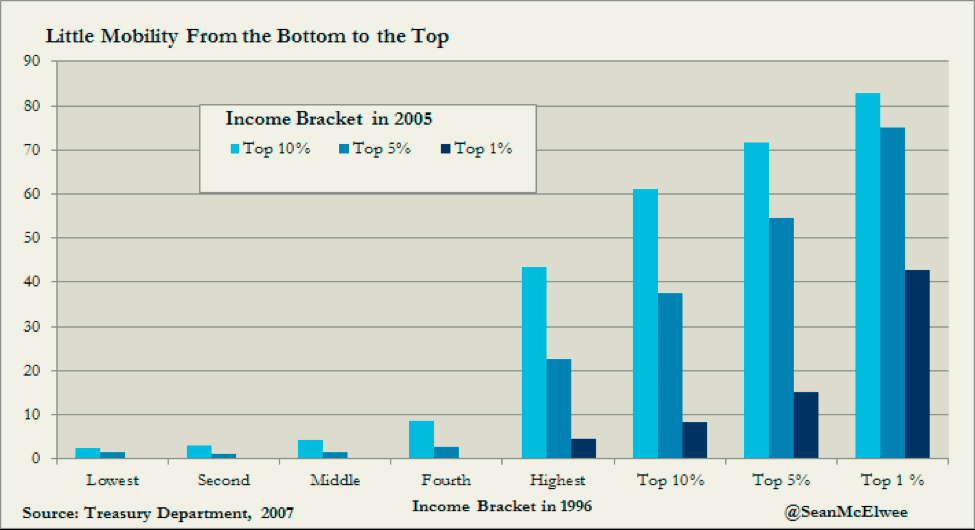 Little Mobility From the Bottom to the Top
90
80
70
60
50
40
30
20
10
0
Income Bracket in 2005
Top 10% Top 5% Top 1%
Lowest Second Middle Fourth Highest Top 10% Top 5% Top 1 %
Income Bracket in 1996
Source: Treasury Department, 2007
@SeanMcElwee